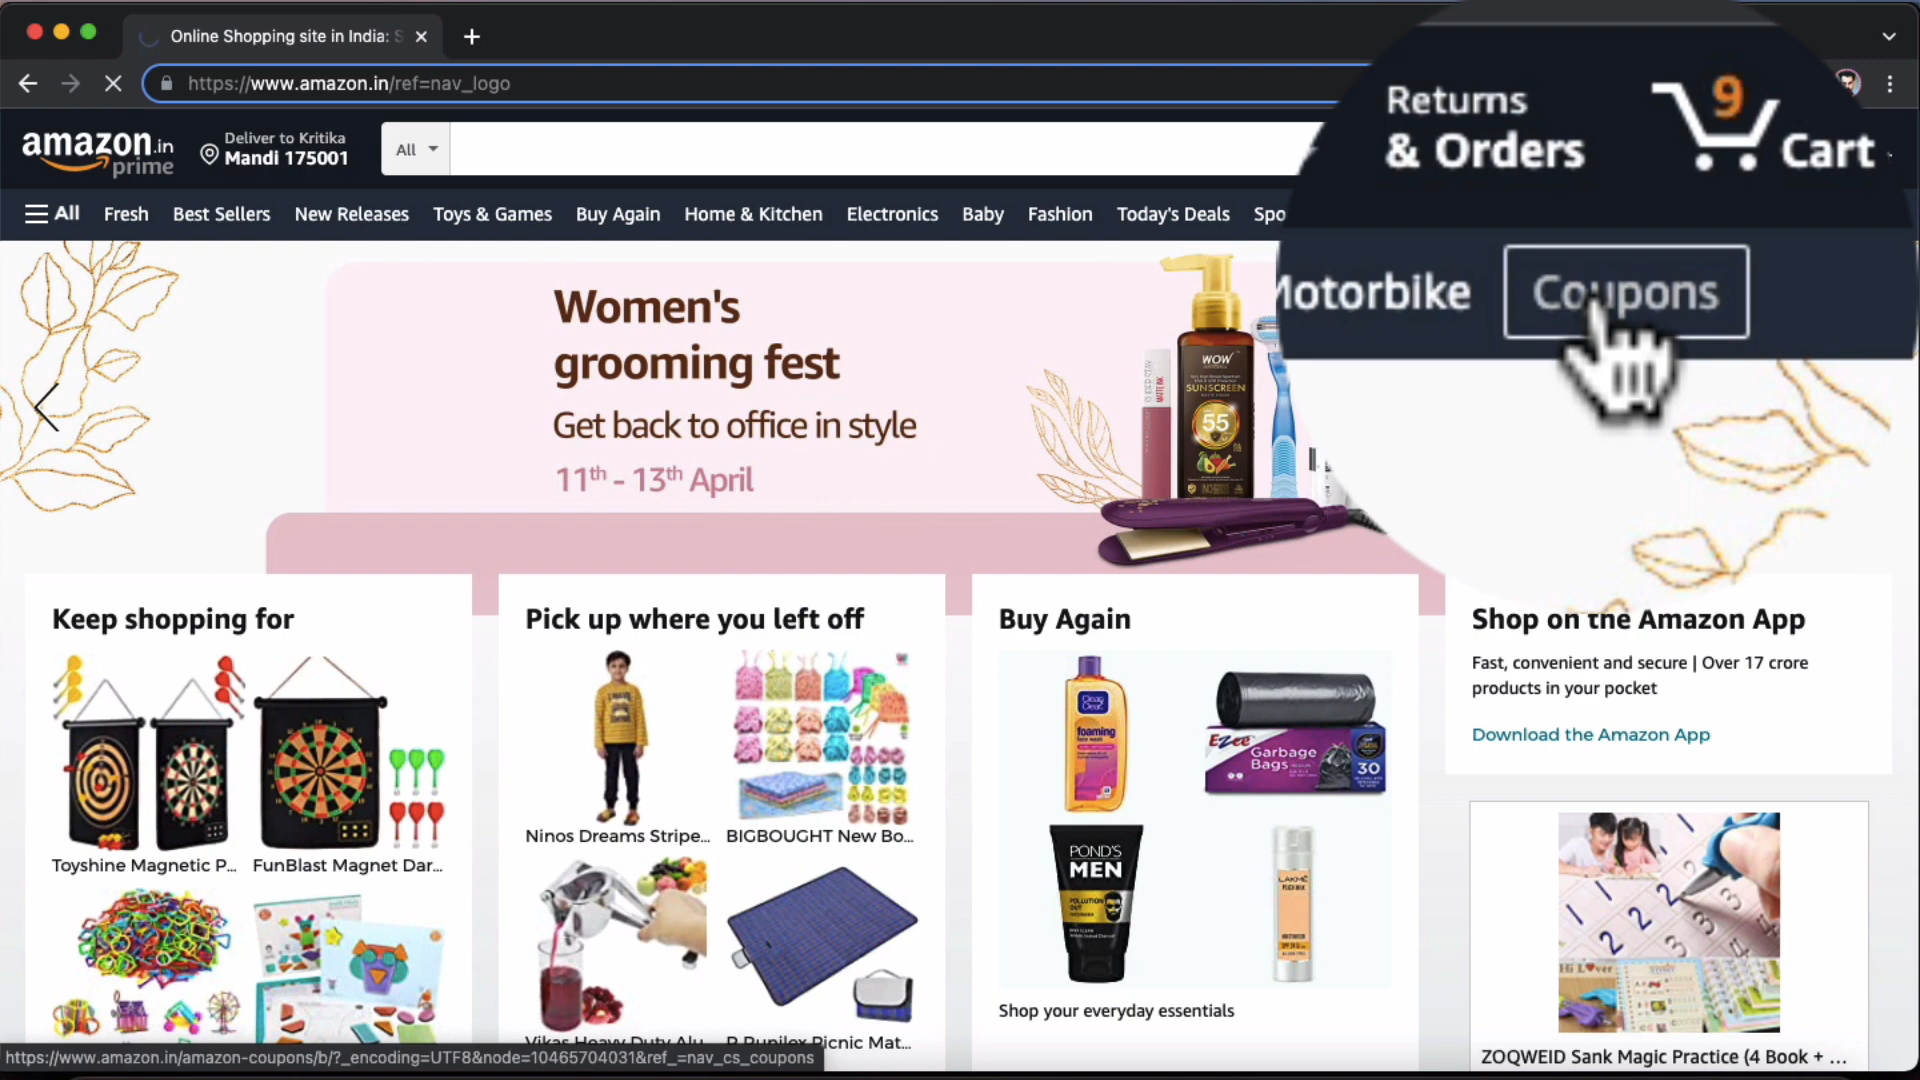 Online Shopping site in India: S
https://www.amazon.in/ref=nav_logo
amazon.in
prime
Deliver to Kritika
Mandi 175001
All
Returns
& Orders
9
Cart
All
Fresh
Best Sellers
New Releases
Toys & Games
Buy Again
Home & Kitchen
Electronics
Baby
Fashion
Today's Deals
Spo
Motorbike
Coupons
Women's
grooming fest
Get back to office in style
11th - 13th April
WOW
SUNSCREEN
55
Keep shopping for
Toyshine Magnetic P...
FunBlast Magnet Dar...
Pick up where you left off
Ninos Dreams Stripe...
BIGBOUGHT New Bo...
Vikas Heavy Duty Alu
Picnic Mat...
Buy Again
Clean &
Clear
foaming
face wash
Ezee
Garbage
Bags
30
POND'S
MEN
POLLUTION
OUT
LAKMÉ
Shop your everyday essentials
Shop on the Amazon App
Fast, convenient and secure | Over 17 crore
products in your pocket
Download the Amazon App
ZOQWEID Sank Magic Practice (4 Book + ...
https://www.amazon.in/amazon-coupons/b/?_encoding=UTF8&node=10465704031&ref_=nav_cs_coupons